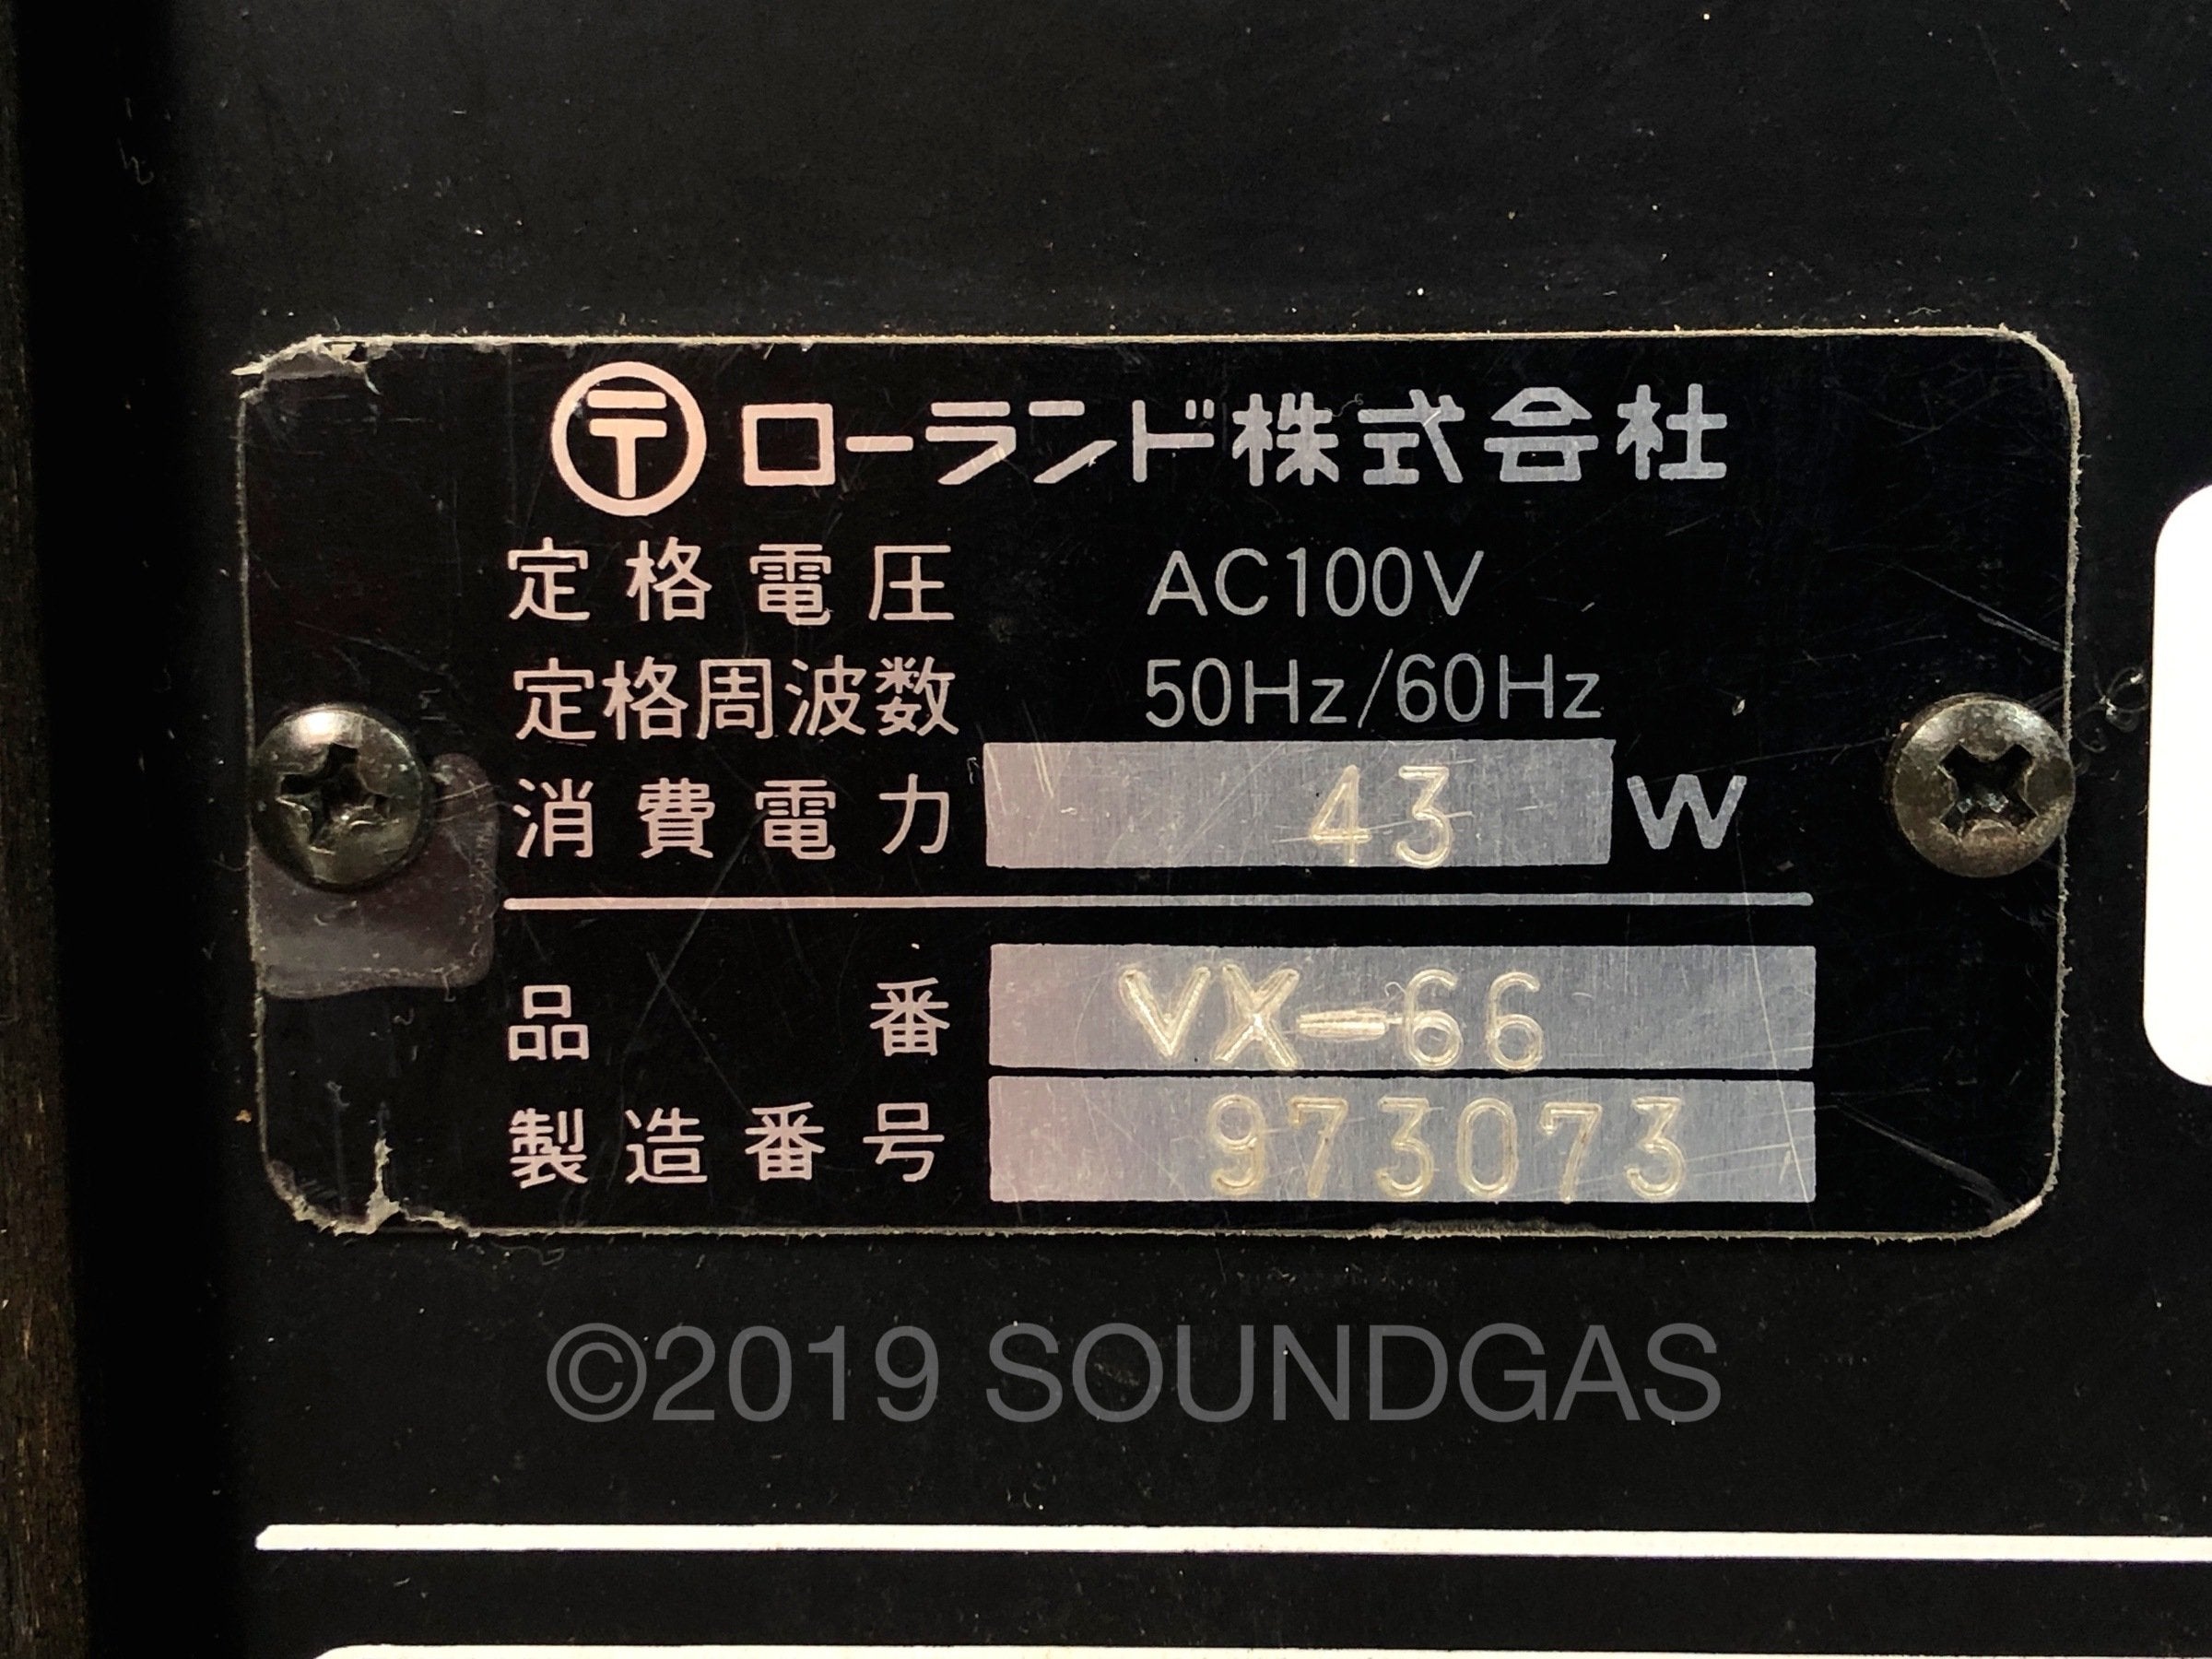 〒 ローランド株式会社
定格電圧 AC100V
定格周波数 50Hz/60Hz
消費電力 43 W
品番 VX-66
製造番号 973073
©2019 SOUNDGAS